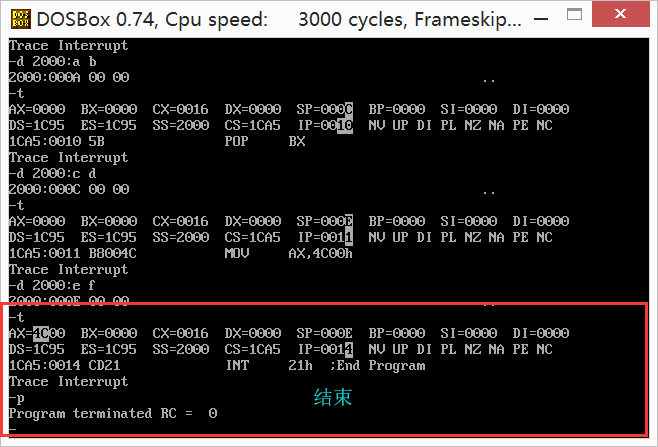 DOSBox 0.74, Cpu speed: 3000 cycles, Frameskip...
Trace Interrupt
-d 2000:a b
2000:000A 00 00 ..
-t
AX=0000 BX=0000 CX=0016 DX=0000 SP=000C BP=0000 SI=0000 DI=0000
DS=1C95 ES=1C95 SS=2000 CS=1CA5 IP=0010 NV UP DI PL NZ NA PE NC
1CA5:0010 5B POP BX
Trace Interrupt
-d 2000:c d
2000:000C 00 00 ..
-t
AX=0000 BX=0000 CX=0016 DX=0000 SP=000E BP=0000 SI=0000 DI=0000
DS=1C95 ES=1C95 SS=2000 CS=1CA5 IP=0011 NV UP DI PL NZ NA PE NC
1CA5:0011 B8004C MOV AX,4C00h
Trace Interrupt
-d 2000:e f
2000:000E 00 00 ..
-t
AX=4C00 BX=0000 CX=0016 DX=0000 SP=000E BP=0000 SI=0000 DI=0000
DS=1C95 ES=1C95 SS=2000 CS=1CA5 IP=0014 NV UP DI PL NZ NA PE NC
1CA5:0014 CD21 INT 21h ;End Program
Trace Interrupt
-p 结束
Program terminated RC = 0
-